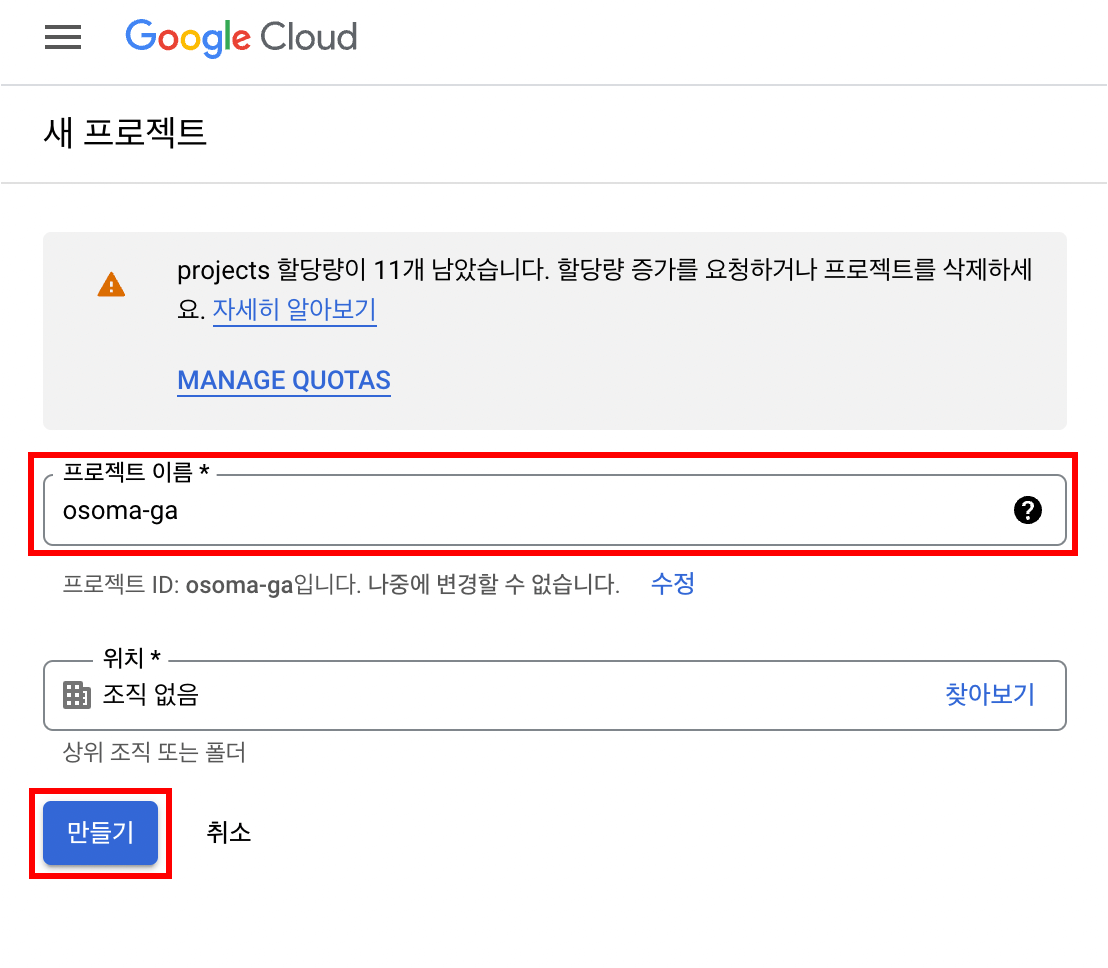 Google Cloud
새 프로젝트
projects 할당량이 11개 남았습니다. 할당량 증가를 요청하거나 프로젝트를 삭제하세
요. 자세히 알아보기
MANAGE QUOTAS
프로젝트 이름 *
osoma-ga
프로젝트 ID: osoma-ga입니다. 나중에 변경할 수 없습니다. 수정
위치 *
조직 없음 찾아보기
상위 조직 또는 폴더
만들기 취소